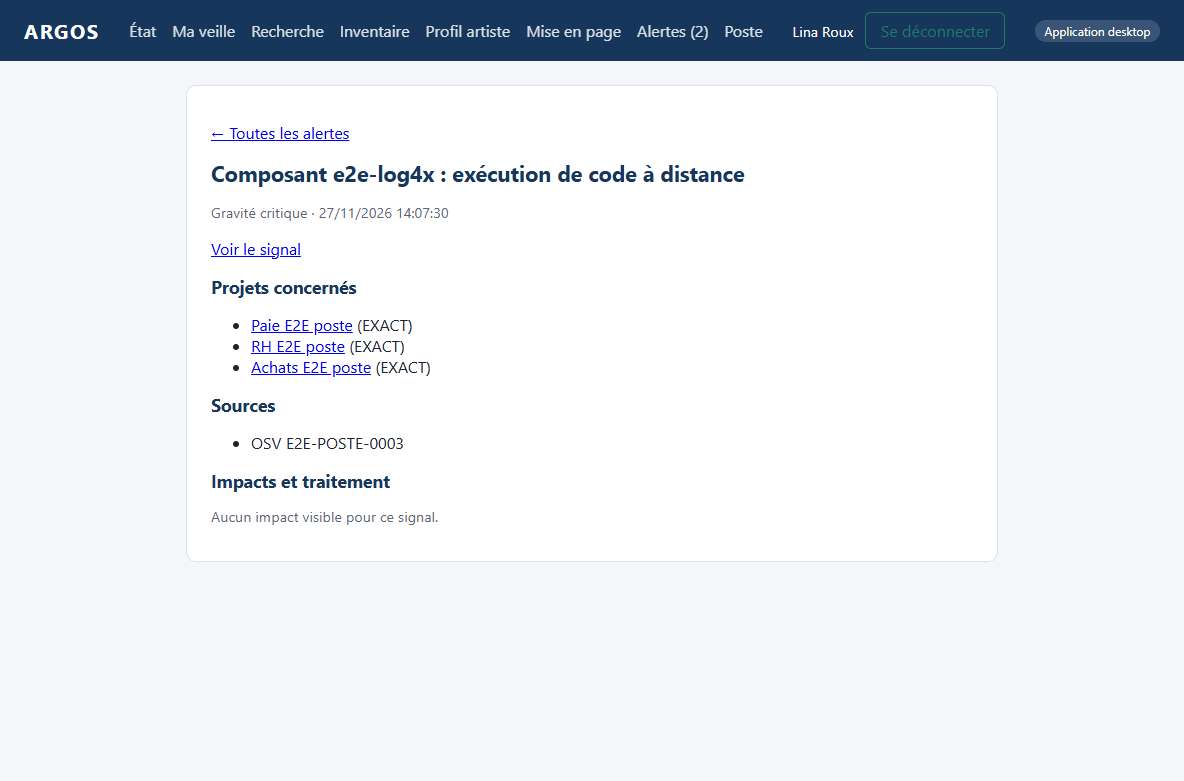 ARGOS État Ma veille Recherche Inventaire Profil artiste Mise en page Alertes (2) Poste Lina Roux Se déconnecter Application desktop
← Toutes les alertes
Composant e2e-log4x : exécution de code à distance
Gravité critique · 27/11/2026 14:07:30
Voir le signal
Projets concernés
• Paie E2E poste (EXACT)
• RH E2E poste (EXACT)
• Achats E2E poste (EXACT)
Sources
• OSV E2E-POSTE-0003
Impacts et traitement
Aucun impact visible pour ce signal.